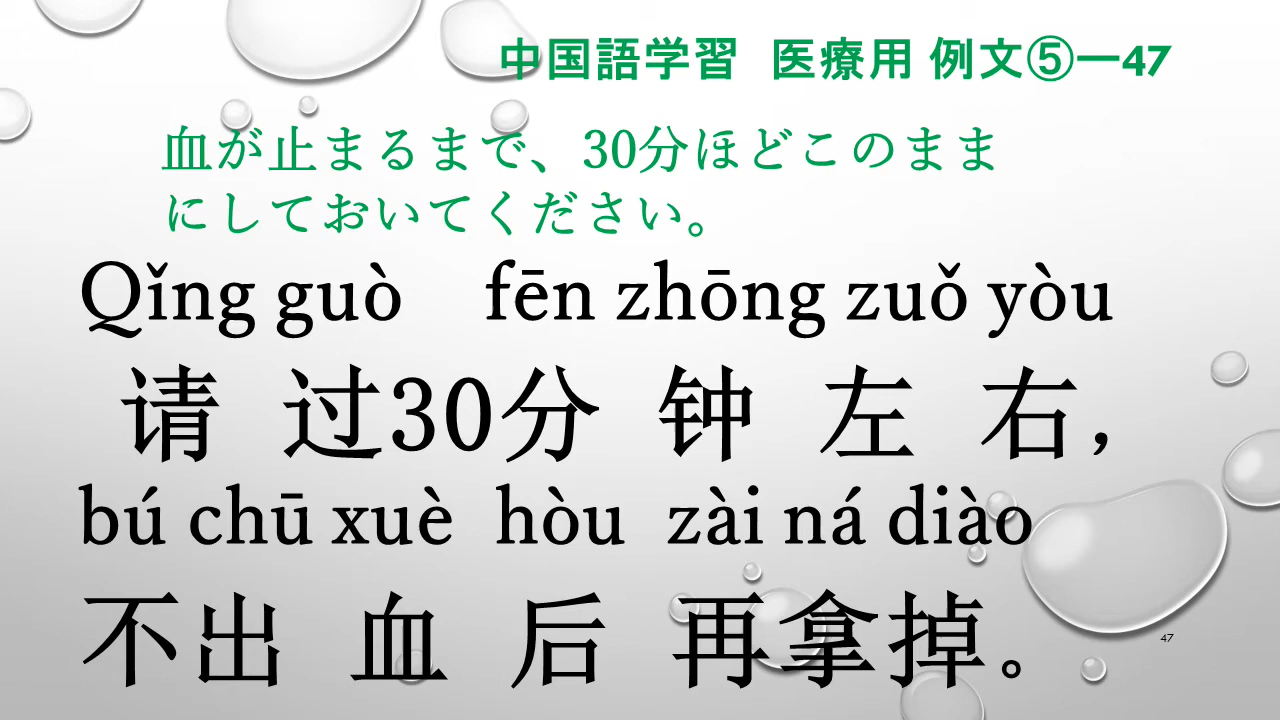 中国語学習 医療用 例文⑤—47
血が止まるまで、30分ほどこのまま
にしておいてください。
Qǐng guò fēn zhōng zuǒ yòu
请 过30分 钟 左 右，
bú chū xuè hòu zài ná diào
不出 血 后 再拿掉。
47